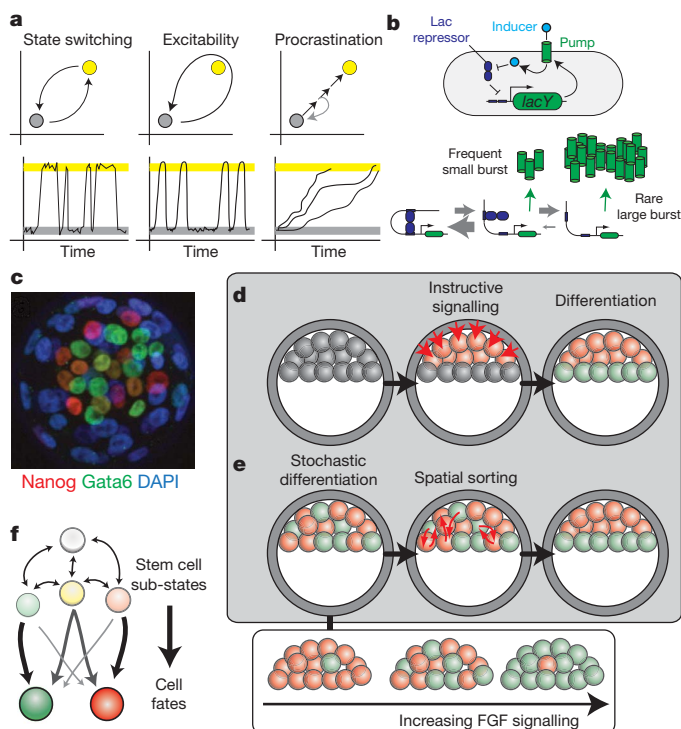 a
State switching
Excitability
Procrastination
Time
Time
Time
b
Lac
repressor
Inducer
Pump
lacY
Frequent
small burst
Rare
large burst
c
Nanog Gata6 DAPI
d
Instructive
signalling
Differentiation
e
Stochastic
differentiation
Spatial sorting
Increasing FGF signalling
f
Stem cell
sub-states
Cell
fates